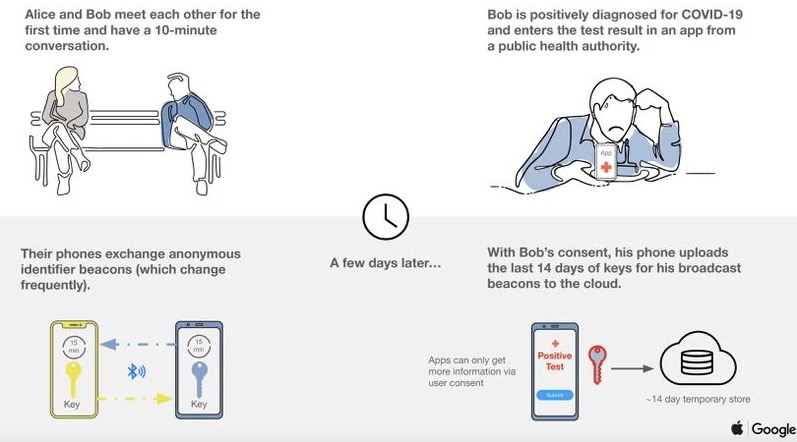 Alice and Bob meet each other for the
first time and have a 10-minute
conversation.
Bob is positively diagnosed for COVID-19
and enters the test result in an app from
a public health authority.
App
Their phones exchange anonymous
identifier beacons (which change
frequently).
15
min
Key
15
min
Key
A few days later…
With Bob’s consent, his phone uploads
the last 14 days of keys for his broadcast
beacons to the cloud.
Apps can only get
more information via
user consent
Positive
Test
Submit
~14 day temporary store
Google